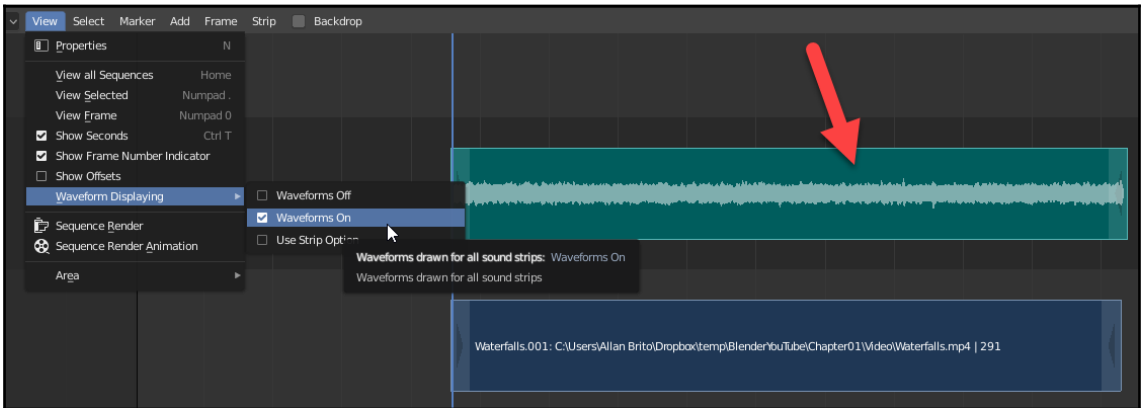 View Select Marker Add Frame Strip Backdrop
Properties N
View all Sequences Home
View Selected Numpad .
View Frame Numpad 0
Show Seconds Ctrl T
Show Frame Number Indicator
Show Offsets
Waveform Displaying
Waveforms Off
Waveforms On
Use Strip Option
Sequence Render
Sequence Render Animation
Waveforms drawn for all sound strips: Waveforms On
Waveforms drawn for all sound strips
Area
Waterfalls.001: C:\Users\Allan Brito\Dropbox\temp\BlenderYouTube\Chapter01\Video\Waterfalls.mp4 | 291